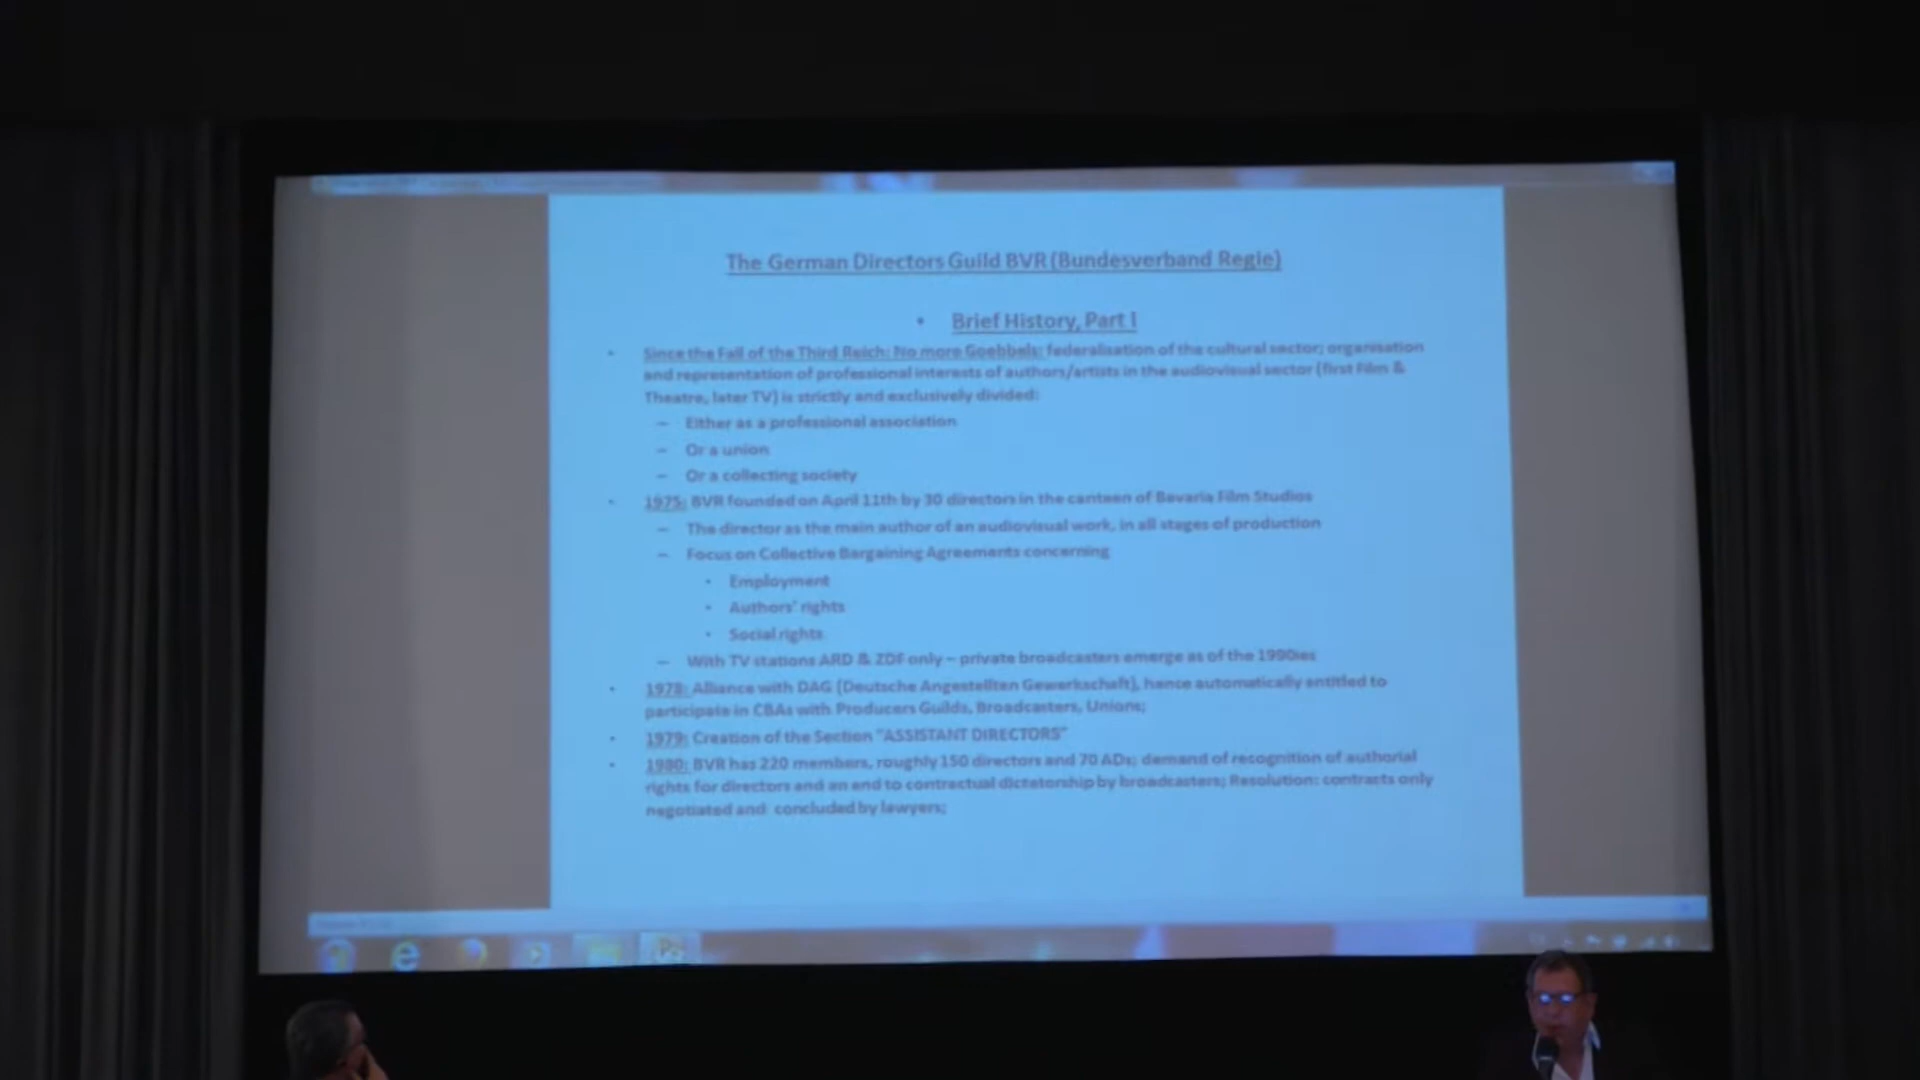 The German Directors Guild BVR (Bundesverband Regie)
• Brief History, Part I
• Since the Fall of the Third Reich: No more Goebbels: federalisation of the cultural sector; organisation
and representation of professional interests of authors/artists in the audiovisual sector (first Film &
Theatre, later TV) is strictly and exclusively divided:
– Either as a professional association
– Or a union
– Or a collecting society
• 1975: BVR founded on April 11th by 30 directors in the canteen of Bavaria Film Studios
– The director as the main author of an audiovisual work, in all stages of production
– Focus on Collective Bargaining Agreements concerning
• Employment
• Authors' rights
• Social rights
– With TV stations ARD & ZDF only – private broadcasters emerge as of the 1990ies
• 1978: Alliance with DAG (Deutsche Angestellten Gewerkschaft), hence automatically entitled to
participate in CBAs with Producers Guilds, Broadcasters, Unions;
• 1979: Creation of the Section "ASSISTANT DIRECTORS"
• 1980: BVR has 220 members, roughly 150 directors and 70 ADs; demand of recognition of authorial
rights for directors and an end to contractual dictatorship by broadcasters; Resolution: contracts only
negotiated and concluded by lawyers;